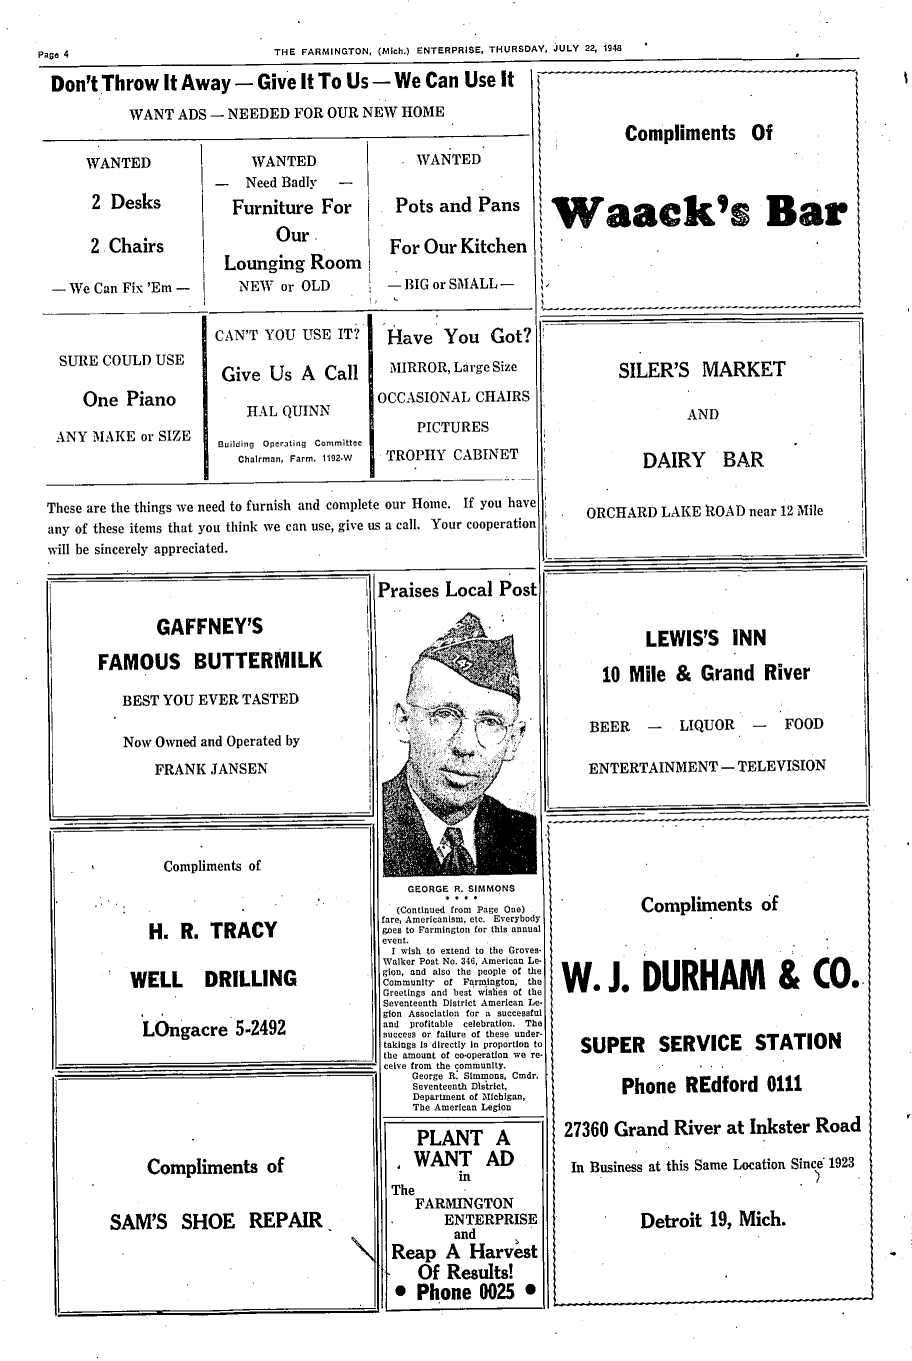 Page 4
THE FARMINGTON, (Mich.) ENTERPRISE, THURSDAY, JULY 22, 1948
Don't Throw It Away — Give It To Us — We Can Use It
WANT ADS — NEEDED FOR OUR NEW HOME
WANTED
2 Desks
2 Chairs
— We Can Fix 'Em —
WANTED
— Need Badly —
Furniture For
Our
Lounging Room
NEW or OLD
WANTED
Pots and Pans
For Our Kitchen
— BIG or SMALL —
SURE COULD USE
One Piano
ANY MAKE or SIZE
CAN'T YOU USE IT?
Give Us A Call
HAL QUINN
Building Operating Committee
Chairman, Farm. 1192-W
Have You Got?
MIRROR, Large Size
OCCASIONAL CHAIRS
PICTURES
TROPHY CABINET
These are the things we need to furnish and complete our Home. If you have
any of these items that you think we can use, give us a call. Your cooperation
will be sincerely appreciated.
GAFFNEY'S
FAMOUS BUTTERMILK
BEST YOU EVER TASTED
Now Owned and Operated by
FRANK JANSEN
Compliments of
H. R. TRACY
WELL DRILLING
LOngacre 5-2492
Compliments of
SAM'S SHOE REPAIR
Praises Local Post
147
GEORGE R. SIMMONS
* * * *
(Continued from Page One)
fare, Americanism, etc. Everybody
goes to Farmington for this annual
event.
I wish to extend to the Groves-
Walker Post No. 346, American Le-
gion, and also the people of the
Community of Farmington, the
Greetings and best wishes of the
Seventeenth District American Le-
gion Association for a successful
and profitable celebration. The
success or failure of these under-
takings is directly in proportion to
the amount of co-operation we re-
ceive from the community.
George R. Simmons, Cmdr.
Seventeenth District,
Department of Michigan,
The American Legion
PLANT A
WANT AD
in
The
FARMINGTON
ENTERPRISE
and
Reap A Harvest
Of Results!
• Phone 0025 •
Compliments Of
Waack's Bar
SILER'S MARKET
AND
DAIRY BAR
ORCHARD LAKE ROAD near 12 Mile
LEWIS'S INN
10 Mile & Grand River
BEER — LIQUOR — FOOD
ENTERTAINMENT — TELEVISION
Compliments of
W. J. DURHAM & CO.
SUPER SERVICE STATION
Phone REdford 0111
27360 Grand River at Inkster Road
In Business at this Same Location Since 1923
Detroit 19, Mich.